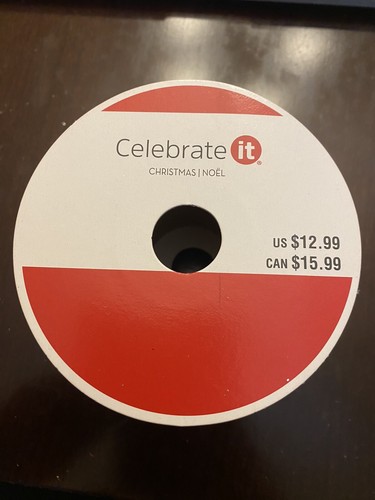 Celebrate it
CHRISTMAS | NOËL
US $12.99
CAN $15.99